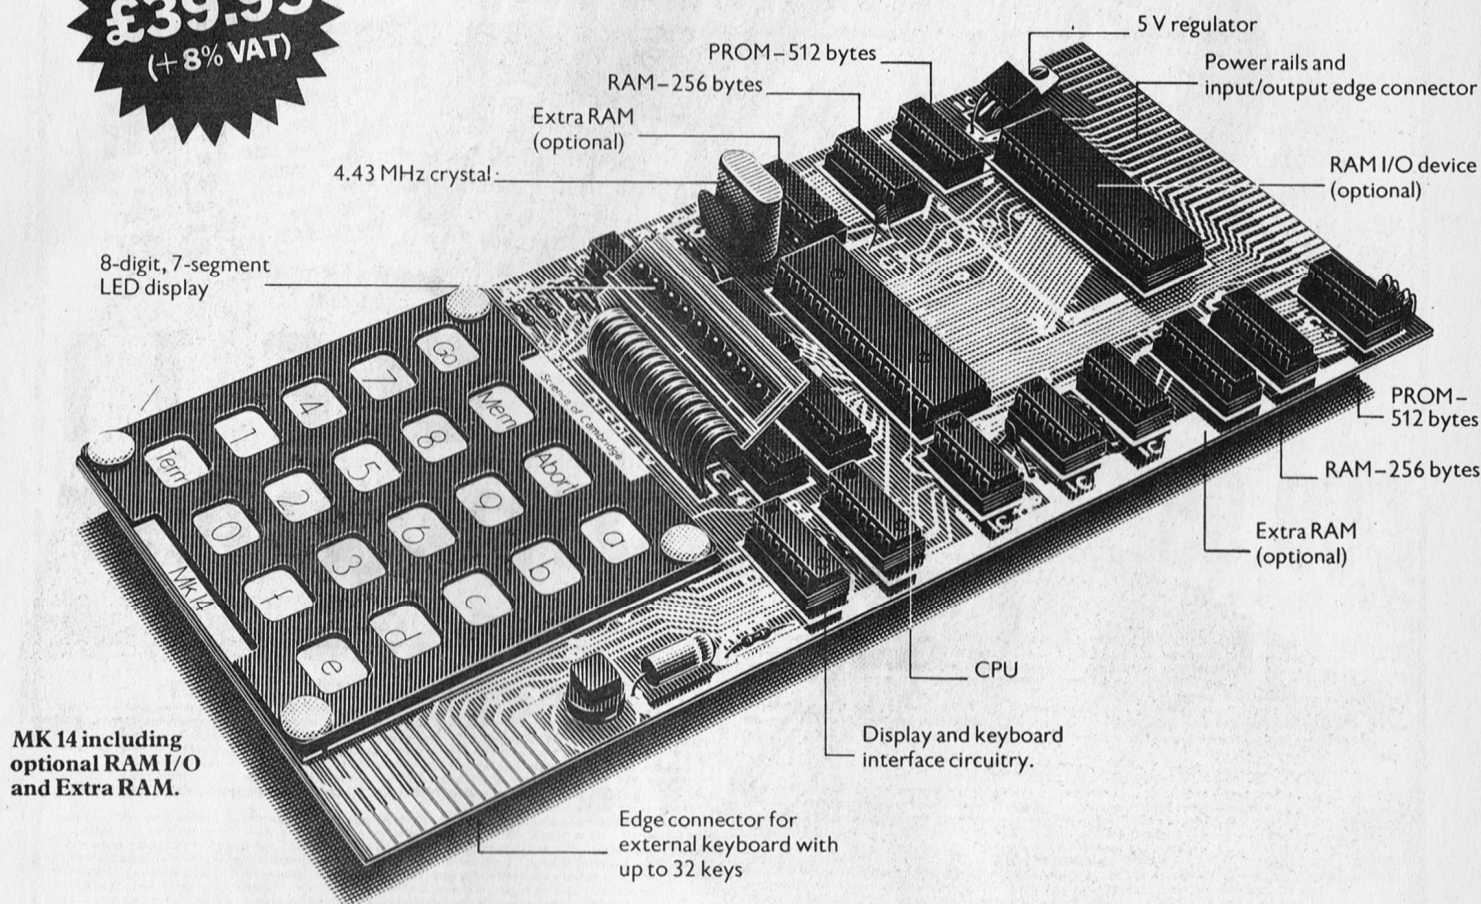 £39.95
(+8% VAT)
5 V regulator
PROM–512 bytes
Power rails and
input/output edge connector
RAM–256 bytes
Extra RAM
(optional)
4.43 MHz crystal
RAM I/O device
(optional)
8-digit, 7-segment
LED display
Go
7
4
1
Term
Mem
8
5
2
0
Abort
9
6
3
f
a
b
c
d
e
Science of Cambridge
MK 14
PROM–
512 bytes
RAM–256 bytes
Extra RAM
(optional)
CPU
Display and keyboard
interface circuitry.
MK 14 including
optional RAM I/O
and Extra RAM.
Edge connector for
external keyboard with
up to 32 keys